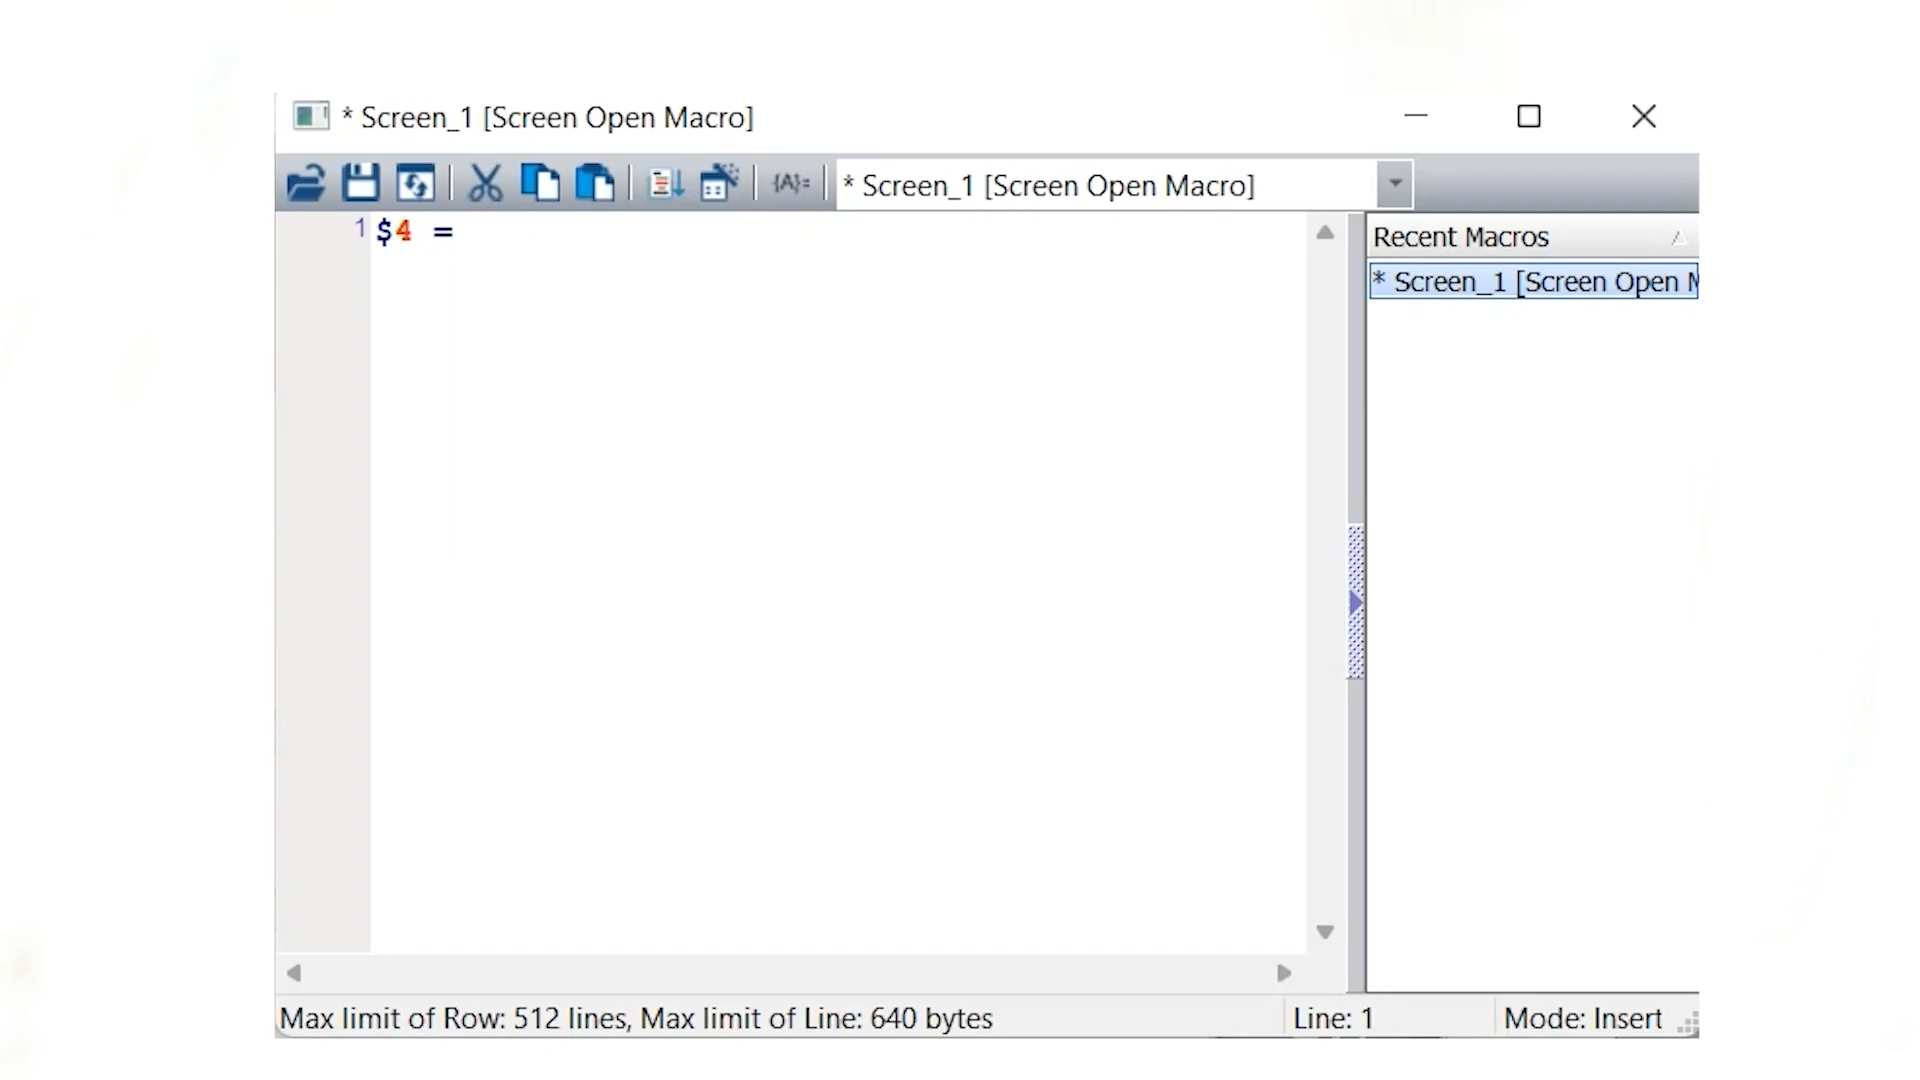 * Screen_1 [Screen Open Macro]
{A}= * Screen_1 [Screen Open Macro]
1 $4 =
Recent Macros
* Screen_1 [Screen Open M
Max limit of Row: 512 lines, Max limit of Line: 640 bytes
Line: 1
Mode: Insert